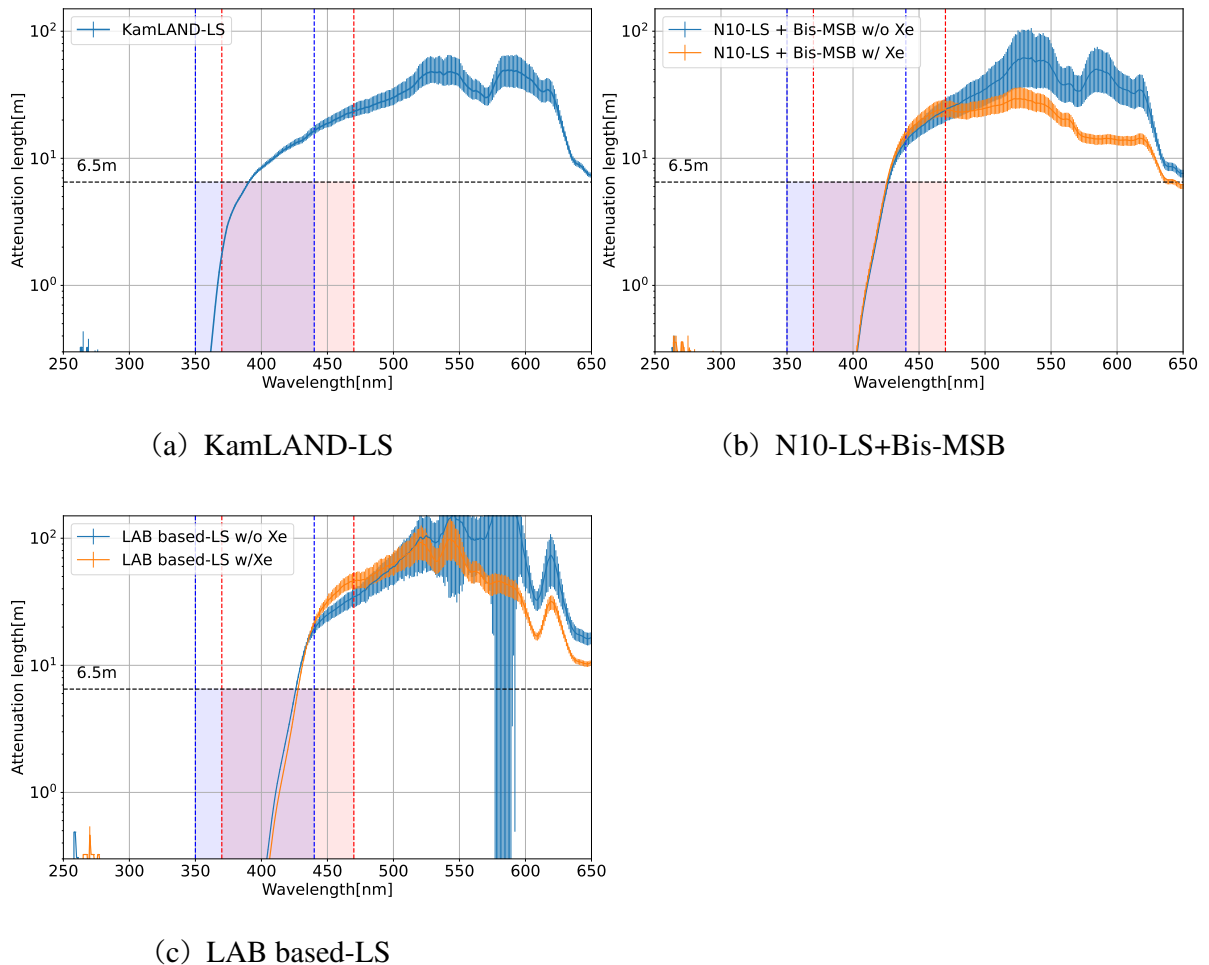 KamLAND-LS
6.5m
10²
10¹
10⁰
Attenuation length[m]
250 300 350 400 450 500 550 600 650
Wavelength[nm]
(a) KamLAND-LS
N10-LS + Bis-MSB w/o Xe
N10-LS + Bis-MSB w/ Xe
6.5m
10²
10¹
10⁰
Attenuation length[m]
250 300 350 400 450 500 550 600 650
Wavelength[nm]
(b) N10-LS+Bis-MSB
LAB based-LS w/o Xe
LAB based-LS w/Xe
6.5m
10²
10¹
10⁰
Attenuation length[m]
250 300 350 400 450 500 550 600 650
Wavelength[nm]
(c) LAB based-LS